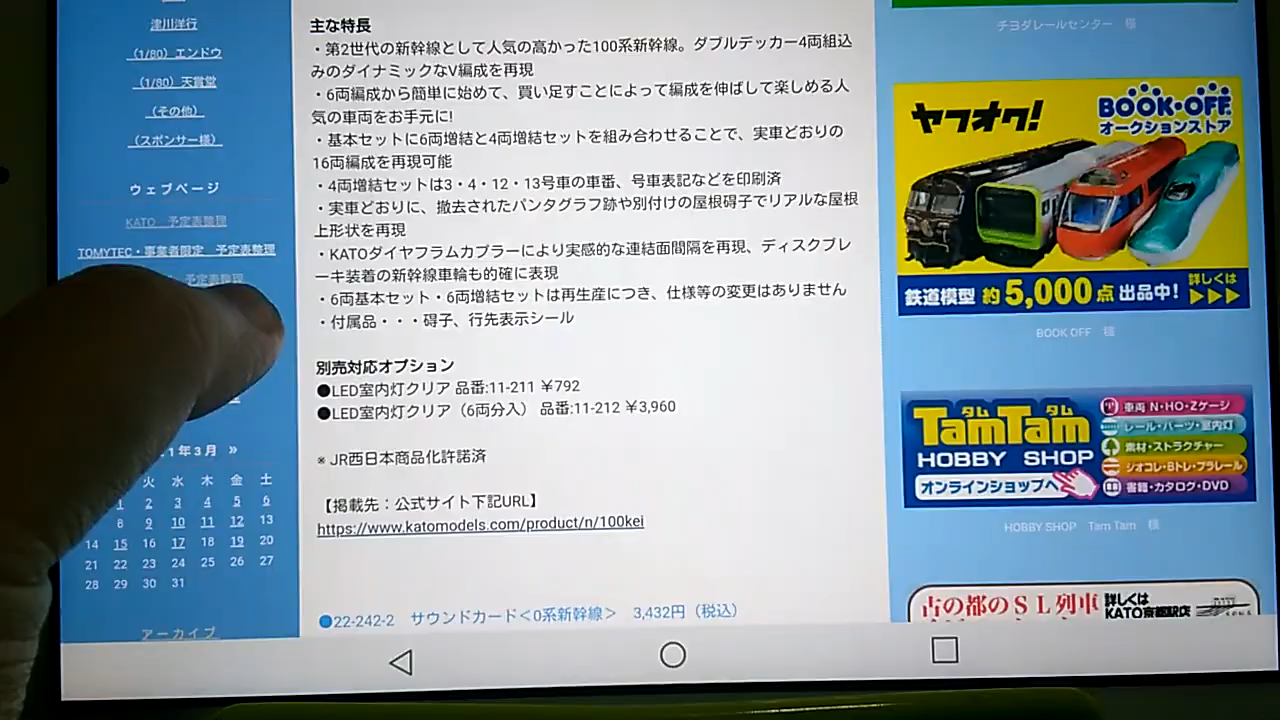 津川洋行
（1/80）エンドウ
（1/80）天賞堂
（その他）
（スポンサー様）
ウェブページ
KATO　予定表整理
TOMYTEC・事業者限定　予定表整理
予定表整理
1年3月 »
火 水 木 金 土
1 2 3 4 5 6
8 9 10 11 12 13
14 15 16 17 18 19 20
21 22 23 24 25 26 27
28 29 30 31
アーカイブ
主な特長
・第2世代の新幹線として人気の高かった100系新幹線。ダブルデッカー4両組込
みのダイナミックなV編成を再現
・6両編成から簡単に始めて、買い足すことによって編成を伸ばして楽しめる人
気の車両をお手元に!
・基本セットに6両増結と4両増結セットを組み合わせることで、実車どおりの
16両編成を再現可能
・4両増結セットは3・4・12・13号車の車番、号車表記などを印刷済
・実車どおりに、撤去されたパンタグラフ跡や別付けの屋根碍子でリアルな屋根
上形状を再現
・KATOダイヤフラムカプラーにより実感的な連結面間隔を再現、ディスクブレ
ーキ装着の新幹線車輪も的確に表現
・6両基本セット・6両増結セットは再生産につき、仕様等の変更はありません
・付属品・・・碍子、行先表示シール
別売対応オプション
●LED室内灯クリア 品番:11-211 ￥792
●LED室内灯クリア（6両分入） 品番:11-212 ￥3,960
※ JR西日本商品化許諾済
【掲載先：公式サイト下記URL】
https://www.katomodels.com/product/n/100kei
●22-242-2　サウンドカード＜0系新幹線＞　3,432円（税込）
チヨダレールセンター　様
ヤフオク!
BOOK・OFF
オークションストア
鉄道模型 約5,000点 出品中!
詳しくは
▶▶▶
BOOK OFF　様
タム タム
TamTam
HOBBY SHOP
オンラインショップへ
車両 N・HO・Zゲージ
レール・パーツ・室内灯
素材・ストラクチャー
ジオコレ・Bトレ・プラレール
書籍・カタログ・DVD
HOBBY SHOP　Tam Tam　様
古の都のＳＬ列車
詳しくは
KATO京都駅店